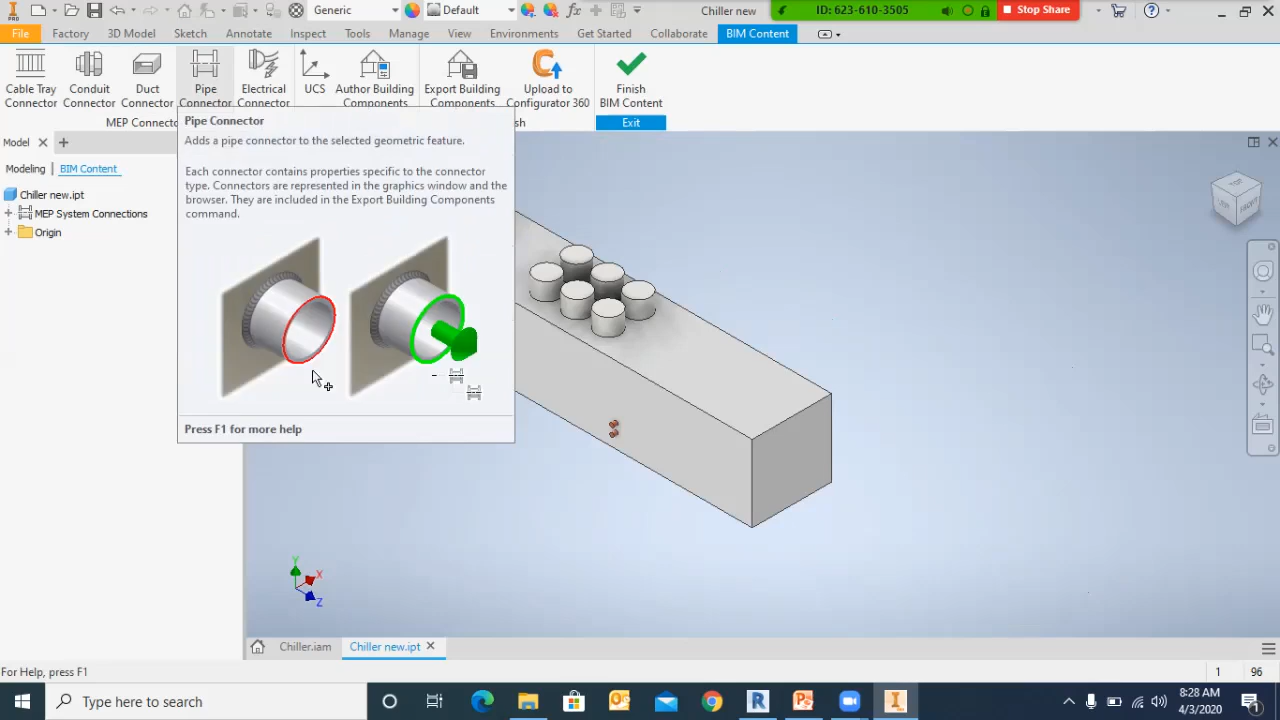 Generic
Default
Chiller new
ID: 623-610-3505
Stop Share
File
Factory
3D Model
Sketch
Annotate
Inspect
Tools
Manage
View
Environments
Get Started
Collaborate
BIM Content
Cable Tray
Connector
Conduit
Connector
Duct
Connector
Pipe
Connector
Electrical
Connector
UCS
Author Building
Components
Export Building
Components
Upload to
Configurator 360
Finish
BIM Content
MEP Connecto
sh
Exit
Model
Modeling
BIM Content
Chiller new.ipt
MEP System Connections
Origin
Pipe Connector
Adds a pipe connector to the selected geometric feature.
Each connector contains properties specific to the connector
type. Connectors are represented in the graphics window and the
browser. They are included in the Export Building Components
command.
Press F1 for more help
TOP
FRONT
Y
X
Z
Chiller.iam
Chiller new.ipt
For Help, press F1
1
96
Type here to search
8:28 AM
4/3/2020